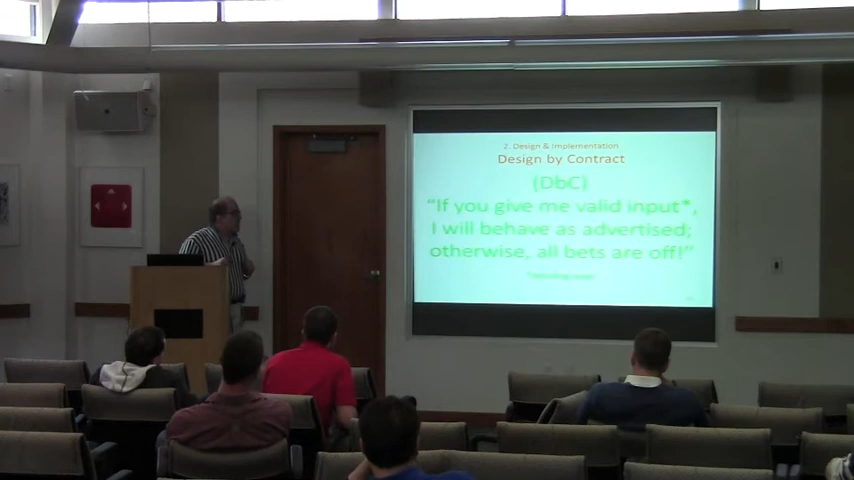 2. Design & Implementation
Design by Contract
(DbC)
"If you give me valid input*,
I will behave as advertised;
otherwise, all bets are off!"